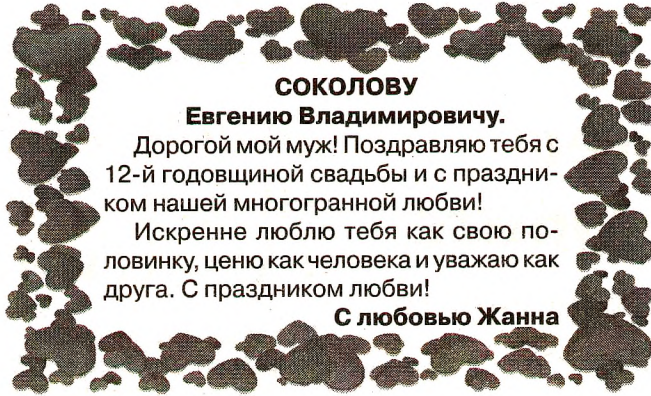 СОКОЛОВУ
Евгению Владимировичу.
Дорогой мой муж! Поздравляю тебя с
12-й годовщиной свадьбы и с праздни-
ком нашей многогранной любви!
Искренне люблю тебя как свою по-
ловинку, ценю как человека и уважаю как
друга. С праздником любви!
С любовью Жанна